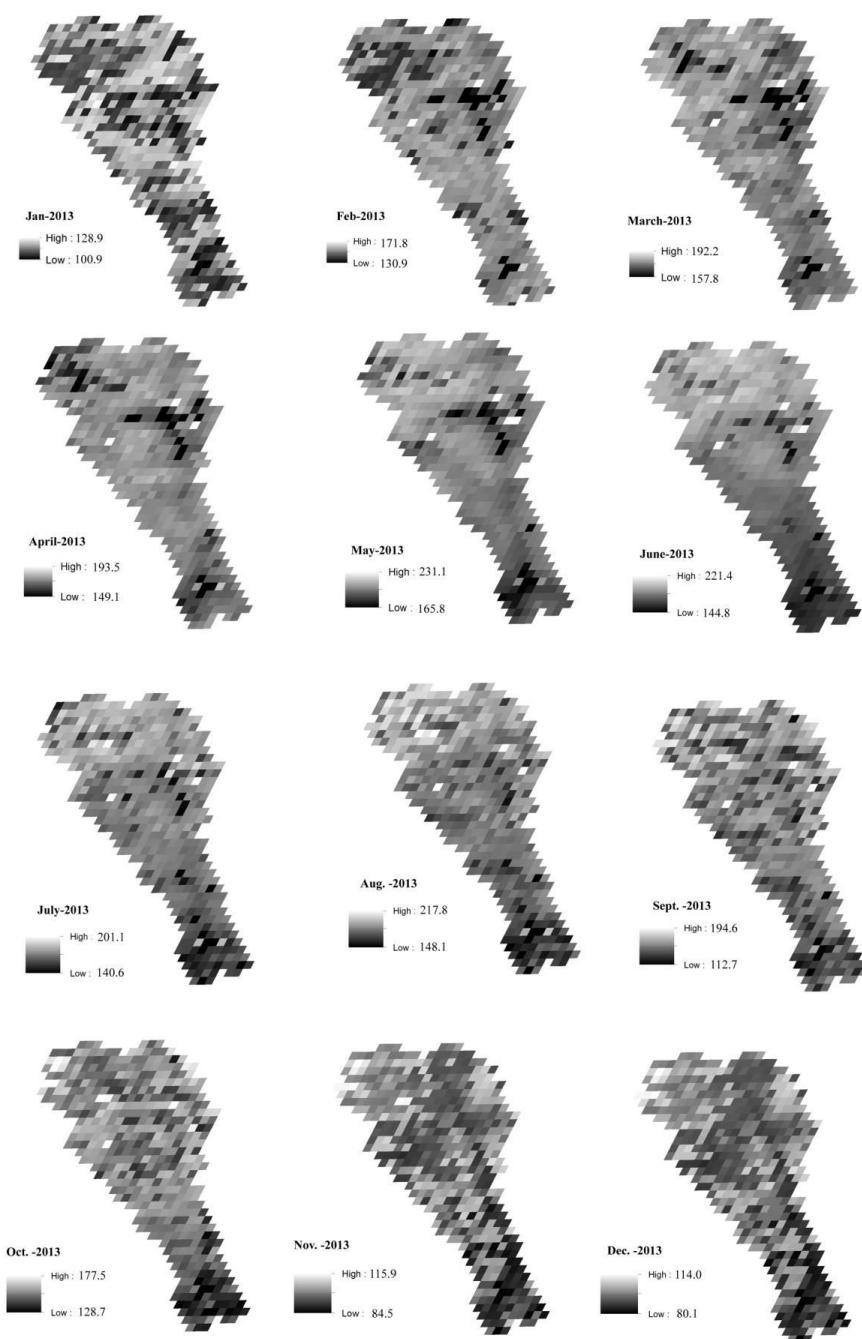 Jan-2013
High : 128.9
Low : 100.9
Feb-2013
High : 171.8
Low : 130.9
March-2013
High : 192.2
Low : 157.8
April-2013
High : 193.5
Low : 149.1
May-2013
High : 231.1
Low : 165.8
June-2013
High : 221.4
Low : 144.8
July-2013
High : 201.1
Low : 140.6
Aug. -2013
High : 217.8
Low : 148.1
Sept. -2013
High : 194.6
Low : 112.7
Oct. -2013
High : 177.5
Low : 128.7
Nov. -2013
High : 115.9
Low : 84.5
Dec. -2013
High : 114.0
Low : 80.1